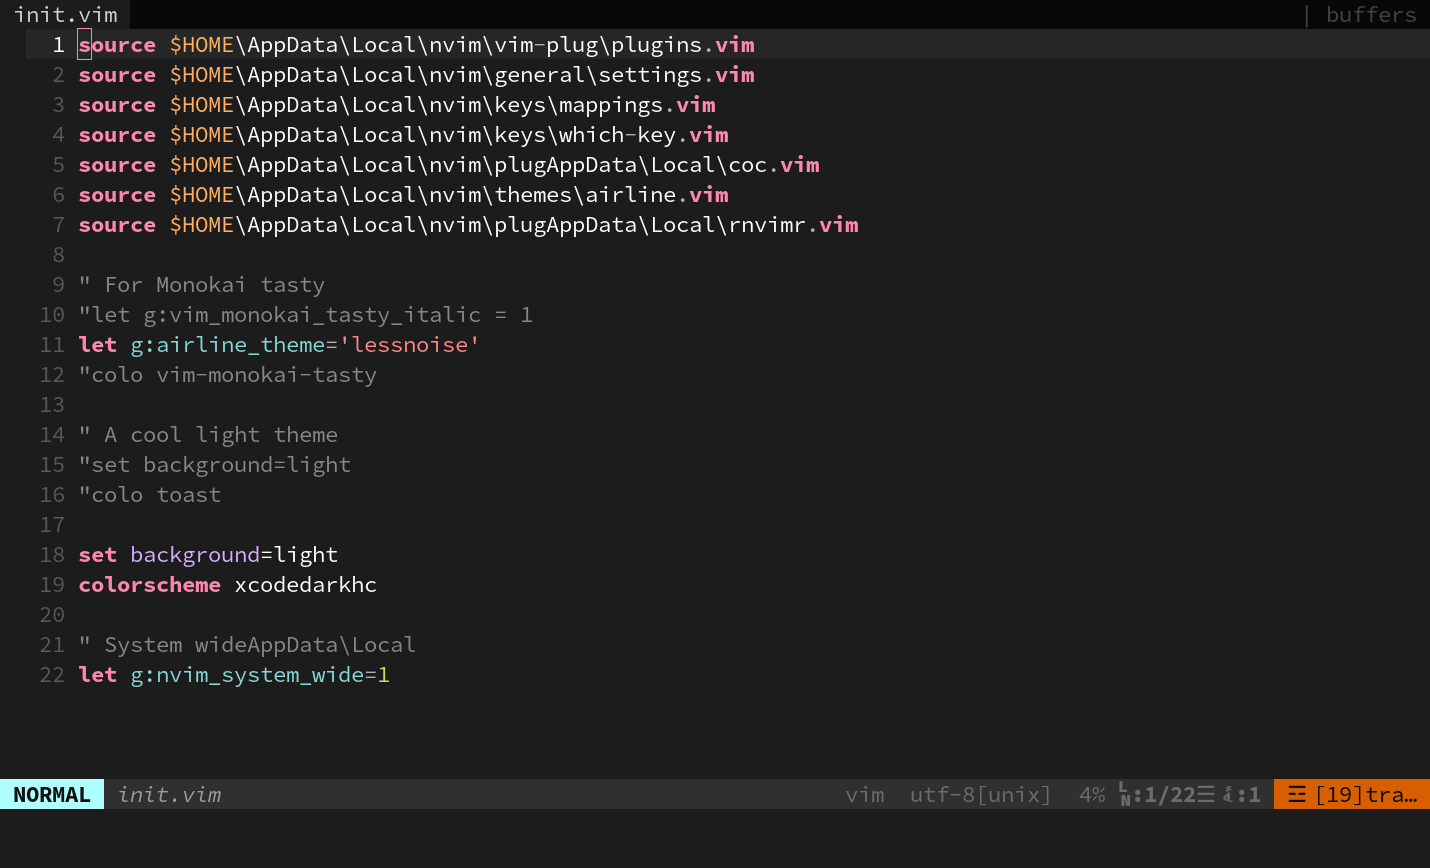 init.vim | buffers
1 source $HOME\AppData\Local\nvim\vim-plug\plugins.vim
2 source $HOME\AppData\Local\nvim\general\settings.vim
3 source $HOME\AppData\Local\nvim\keys\mappings.vim
4 source $HOME\AppData\Local\nvim\keys\which-key.vim
5 source $HOME\AppData\Local\nvim\plugAppData\Local\coc.vim
6 source $HOME\AppData\Local\nvim\themes\airline.vim
7 source $HOME\AppData\Local\nvim\plugAppData\Local\rnvimr.vim
8
9 " For Monokai tasty
10 "let g:vim_monokai_tasty_italic = 1
11 let g:airline_theme='lessnoise'
12 "colo vim-monokai-tasty
13
14 " A cool light theme
15 "set background=light
16 "colo toast
17
18 set background=light
19 colorscheme xcodedarkhc
20
21 " System wideAppData\Local
22 let g:nvim_system_wide=1
NORMAL init.vim vim utf-8[unix] 4% ␊:1/22☰ :1 ☲ [19]tra…